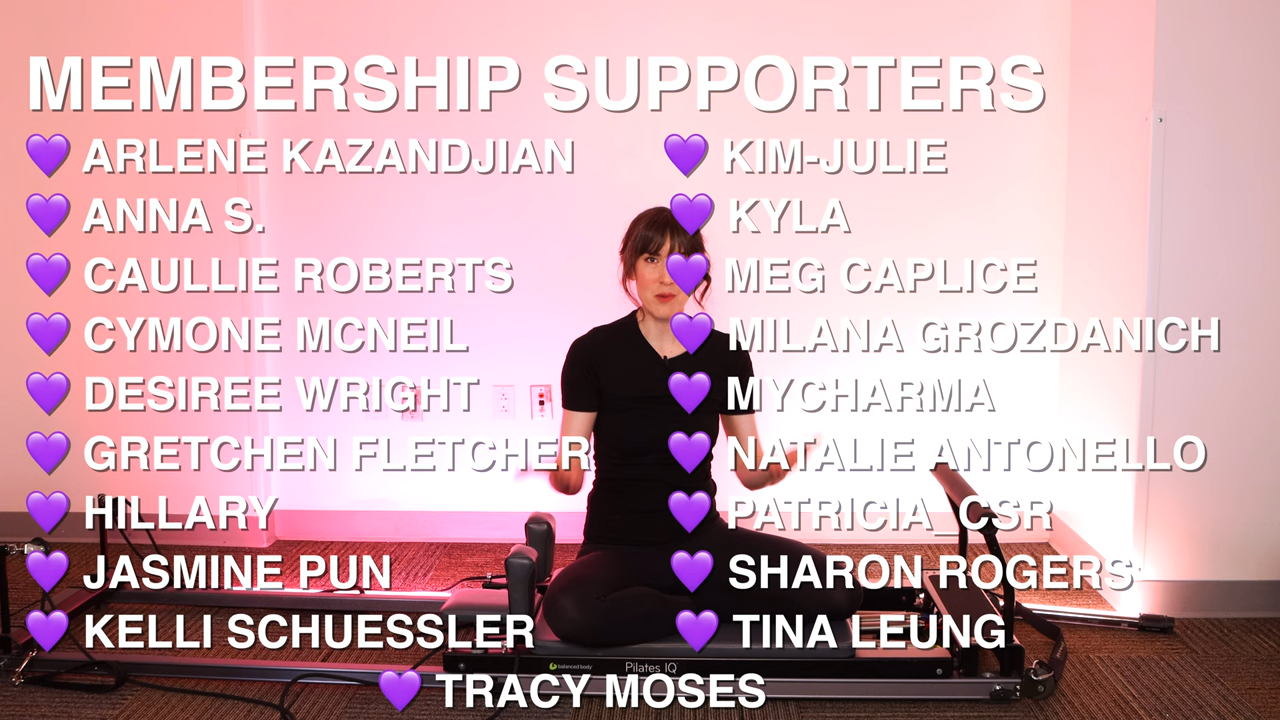 MEMBERSHIP SUPPORTERS
💜 ARLENE KAZANDJIAN
💜 ANNA S.
💜 CAULLIE ROBERTS
💜 CYMONE MCNEIL
💜 DESIREE WRIGHT
💜 GRETCHEN FLETCHER
💜 HILLARY
💜 JASMINE PUN
💜 KELLI SCHUESSLER
💜 KIM-JULIE
💜 KYLA
💜 MEG CAPLICE
💜 MILANA GROZDANICH
💜 MYCHARMA
💜 NATALIE ANTONELLO
💜 PATRICIA_CSR
💜 SHARON ROGERS
💜 TINA LEUNG
💜 TRACY MOSES
balanced body
Pilates IQ